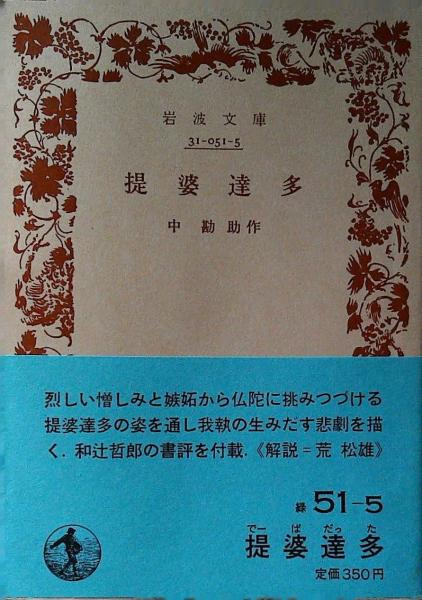 岩波文庫
31-051-5
提婆達多
中勘助作
烈しい憎しみと嫉妬から仏陀に挑みつづける
提婆達多の姿を通し我執の生みだす悲劇を描
く.和辻哲郎の書評を付載.《解説=荒 松雄》
緑 51-5
でーばだった
提婆達多
定価350円